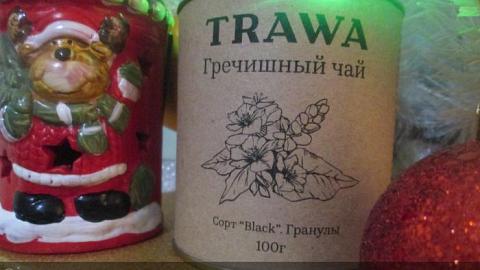 TRAWA
Гречишный чай
Сорт "Black". Гранулы
100г